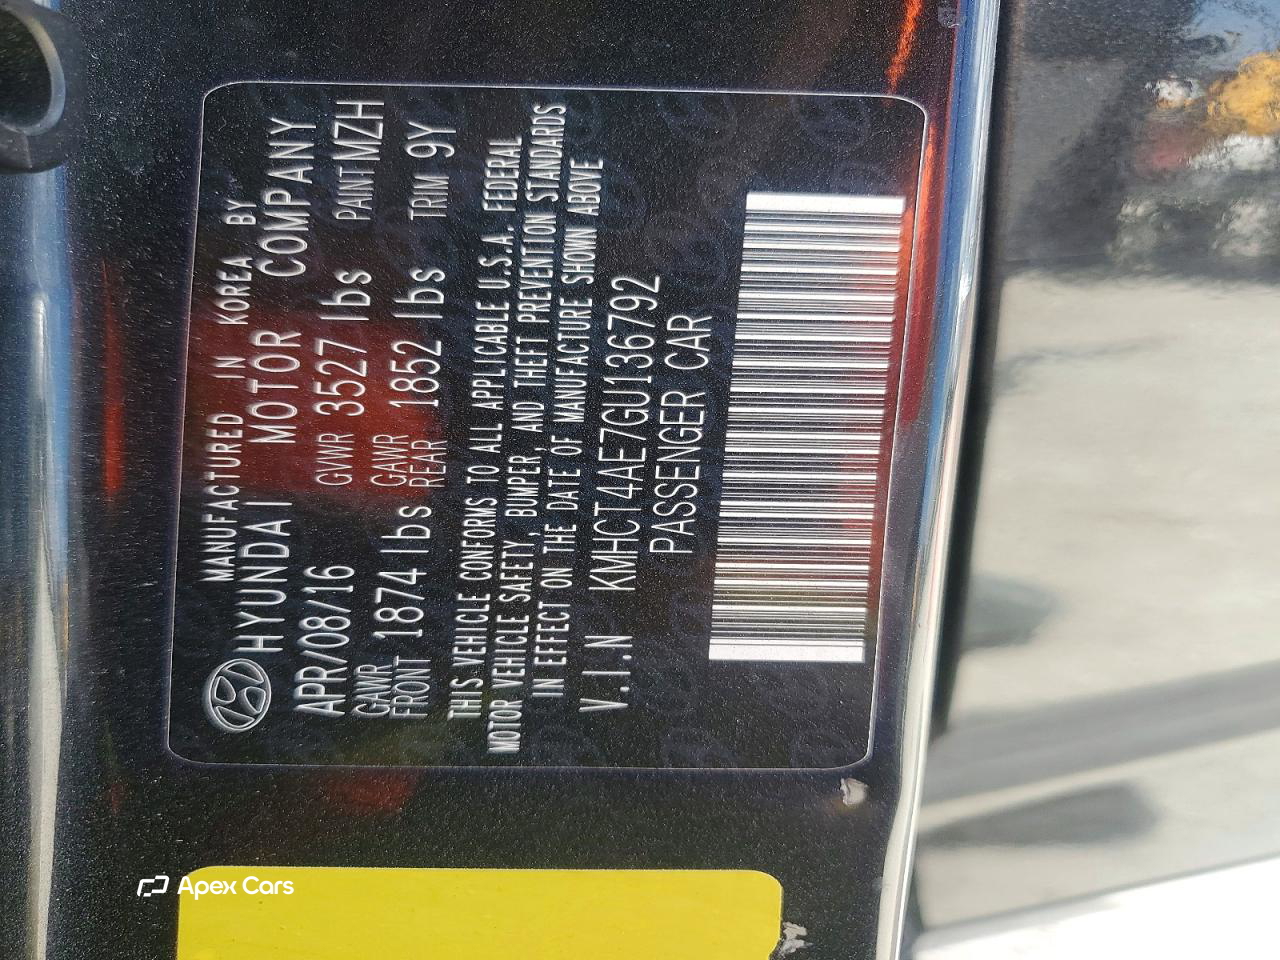 MANUFACTURED IN KOREA BY
HYUNDAI MOTOR COMPANY
APR/08/16 GVWR 3527 lbs PAINT MZH
GAWR FRONT 1874 lbs GAWR REAR 1852 lbs TRIM 9Y
THIS VEHICLE CONFORMS TO ALL APPLICABLE U.S.A. FEDERAL
MOTOR VEHICLE SAFETY, BUMPER, AND THEFT PREVENTION STANDARDS
IN EFFECT ON THE DATE OF MANUFACTURE SHOWN ABOVE
V.I.N KMHCT4AE7GU136792
PASSENGER CAR
Apex Cars